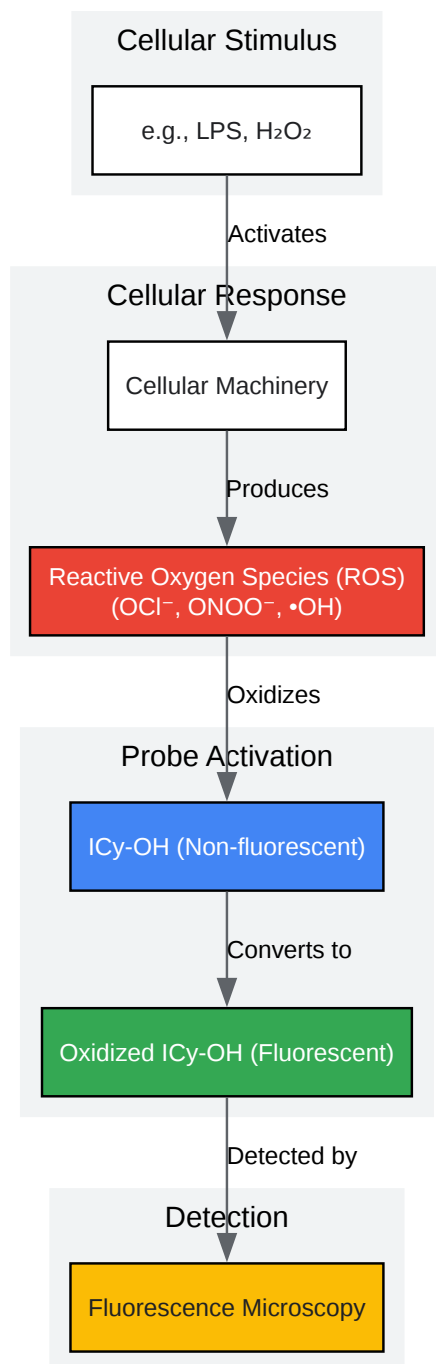 Cellular Stimulus
e.g., LPS, H₂O₂
Activates
Cellular Response
Cellular Machinery
Produces
Reactive Oxygen Species (ROS)
(OCl⁻, ONOO⁻, •OH)
Oxidizes
Probe Activation
ICy-OH (Non-fluorescent)
Converts to
Oxidized ICy-OH (Fluorescent)
Detected by
Detection
Fluorescence Microscopy